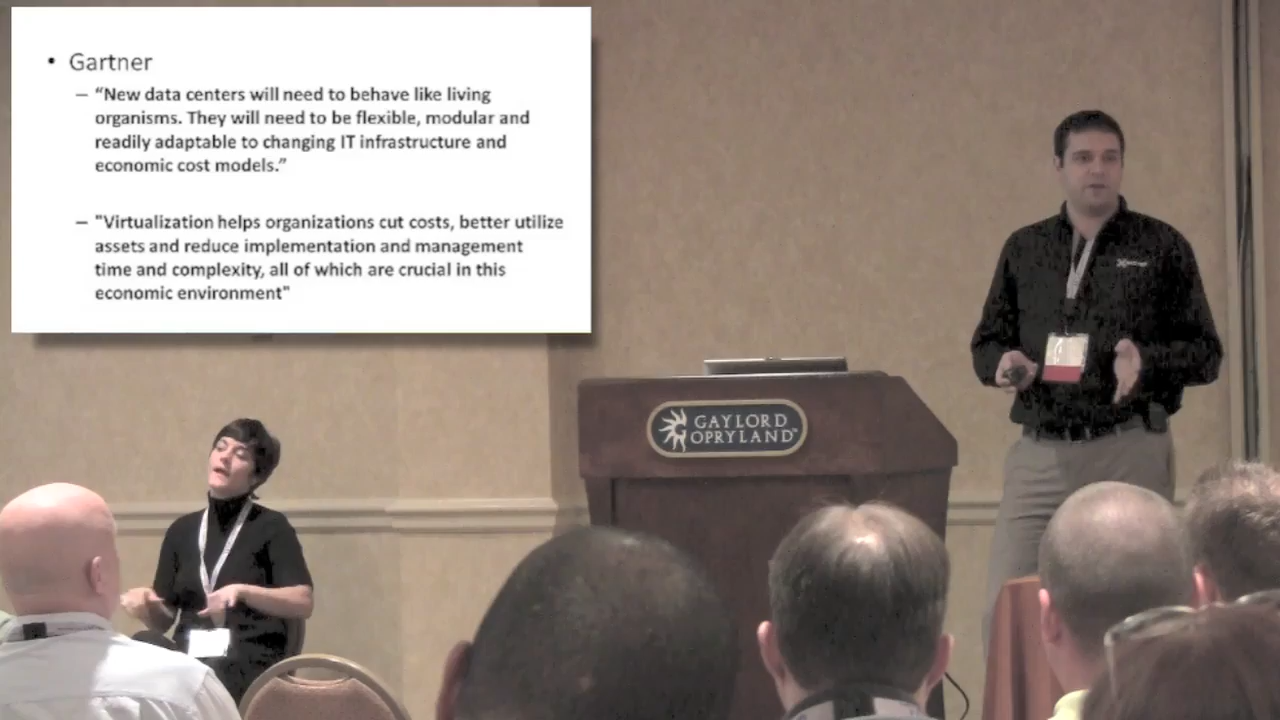 • Gartner
– “New data centers will need to behave like living
organisms. They will need to be flexible, modular and
readily adaptable to changing IT infrastructure and
economic cost models.”
– "Virtualization helps organizations cut costs, better utilize
assets and reduce implementation and management
time and complexity, all of which are crucial in this
economic environment"
GAYLORD
OPRYLAND™